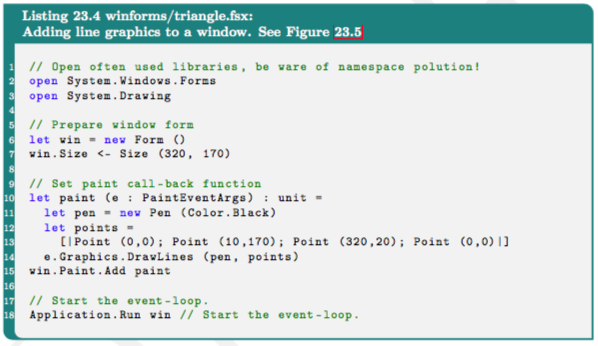 Listing 23.4 winforms/triangle.fsx:
Adding line graphics to a window. See Figure 23.5
1 // Open often used libraries, be ware of namespace polution!
2 open System.Windows.Forms
3 open System.Drawing
4
5 // Prepare window form
6 let win = new Form ()
7 win.Size <- Size (320, 170)
8
9 // Set paint call-back function
10 let paint (e : PaintEventArgs) : unit =
11   let pen = new Pen (Color.Black)
12   let points =
13     [|Point (0,0); Point (10,170); Point (320,20); Point (0,0)|]
14   e.Graphics.DrawLines (pen, points)
15 win.Paint.Add paint
16
17 // Start the event-loop.
18 Application.Run win // Start the event-loop.